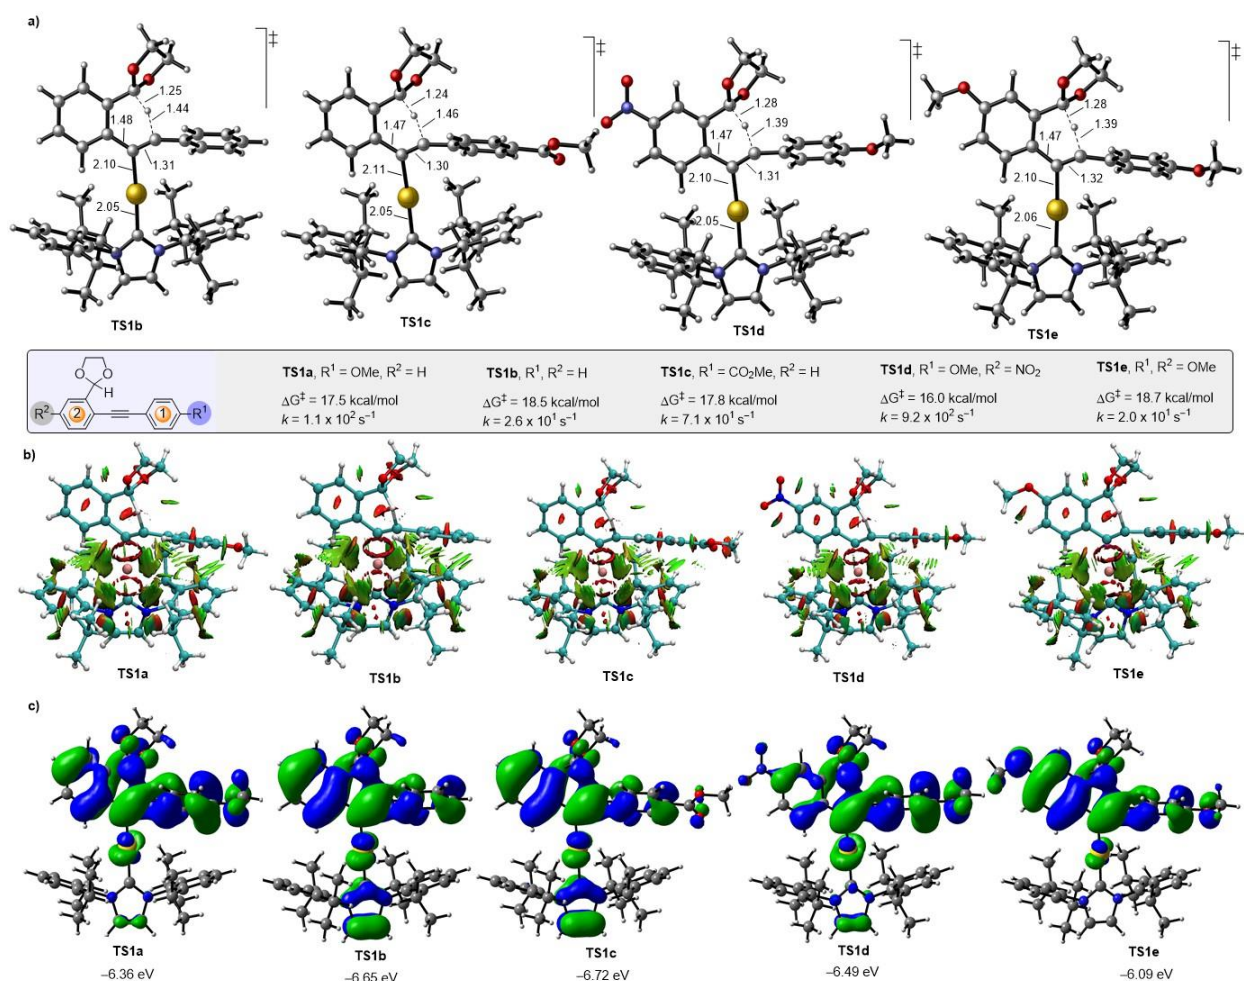 a)
‡
‡
‡
‡
1.25
1.44
1.48
2.10
1.31
2.05
TS1b
1.24
1.46
1.47
2.11
1.30
2.05
TS1c
1.28
1.39
1.47
2.10
1.31
2.05
TS1d
1.28
1.39
1.47
2.10
1.32
2.06
TS1e
O O
H
R² 2 1 R¹
TS1a, R¹ = OMe, R² = H
ΔG‡ = 17.5 kcal/mol
k = 1.1 x 10² s⁻¹
TS1b, R¹, R² = H
ΔG‡ = 18.5 kcal/mol
k = 2.6 x 10¹ s⁻¹
TS1c, R¹ = CO₂Me, R² = H
ΔG‡ = 17.8 kcal/mol
k = 7.1 x 10¹ s⁻¹
TS1d, R¹ = OMe, R² = NO₂
ΔG‡ = 16.0 kcal/mol
k = 9.2 x 10² s⁻¹
TS1e, R¹, R² = OMe
ΔG‡ = 18.7 kcal/mol
k = 2.0 x 10¹ s⁻¹
b)
TS1a
TS1b
TS1c
TS1d
TS1e
c)
TS1a
–6.36 eV
TS1b
–6.65 eV
TS1c
–6.72 eV
TS1d
–6.49 eV
TS1e
–6.09 eV